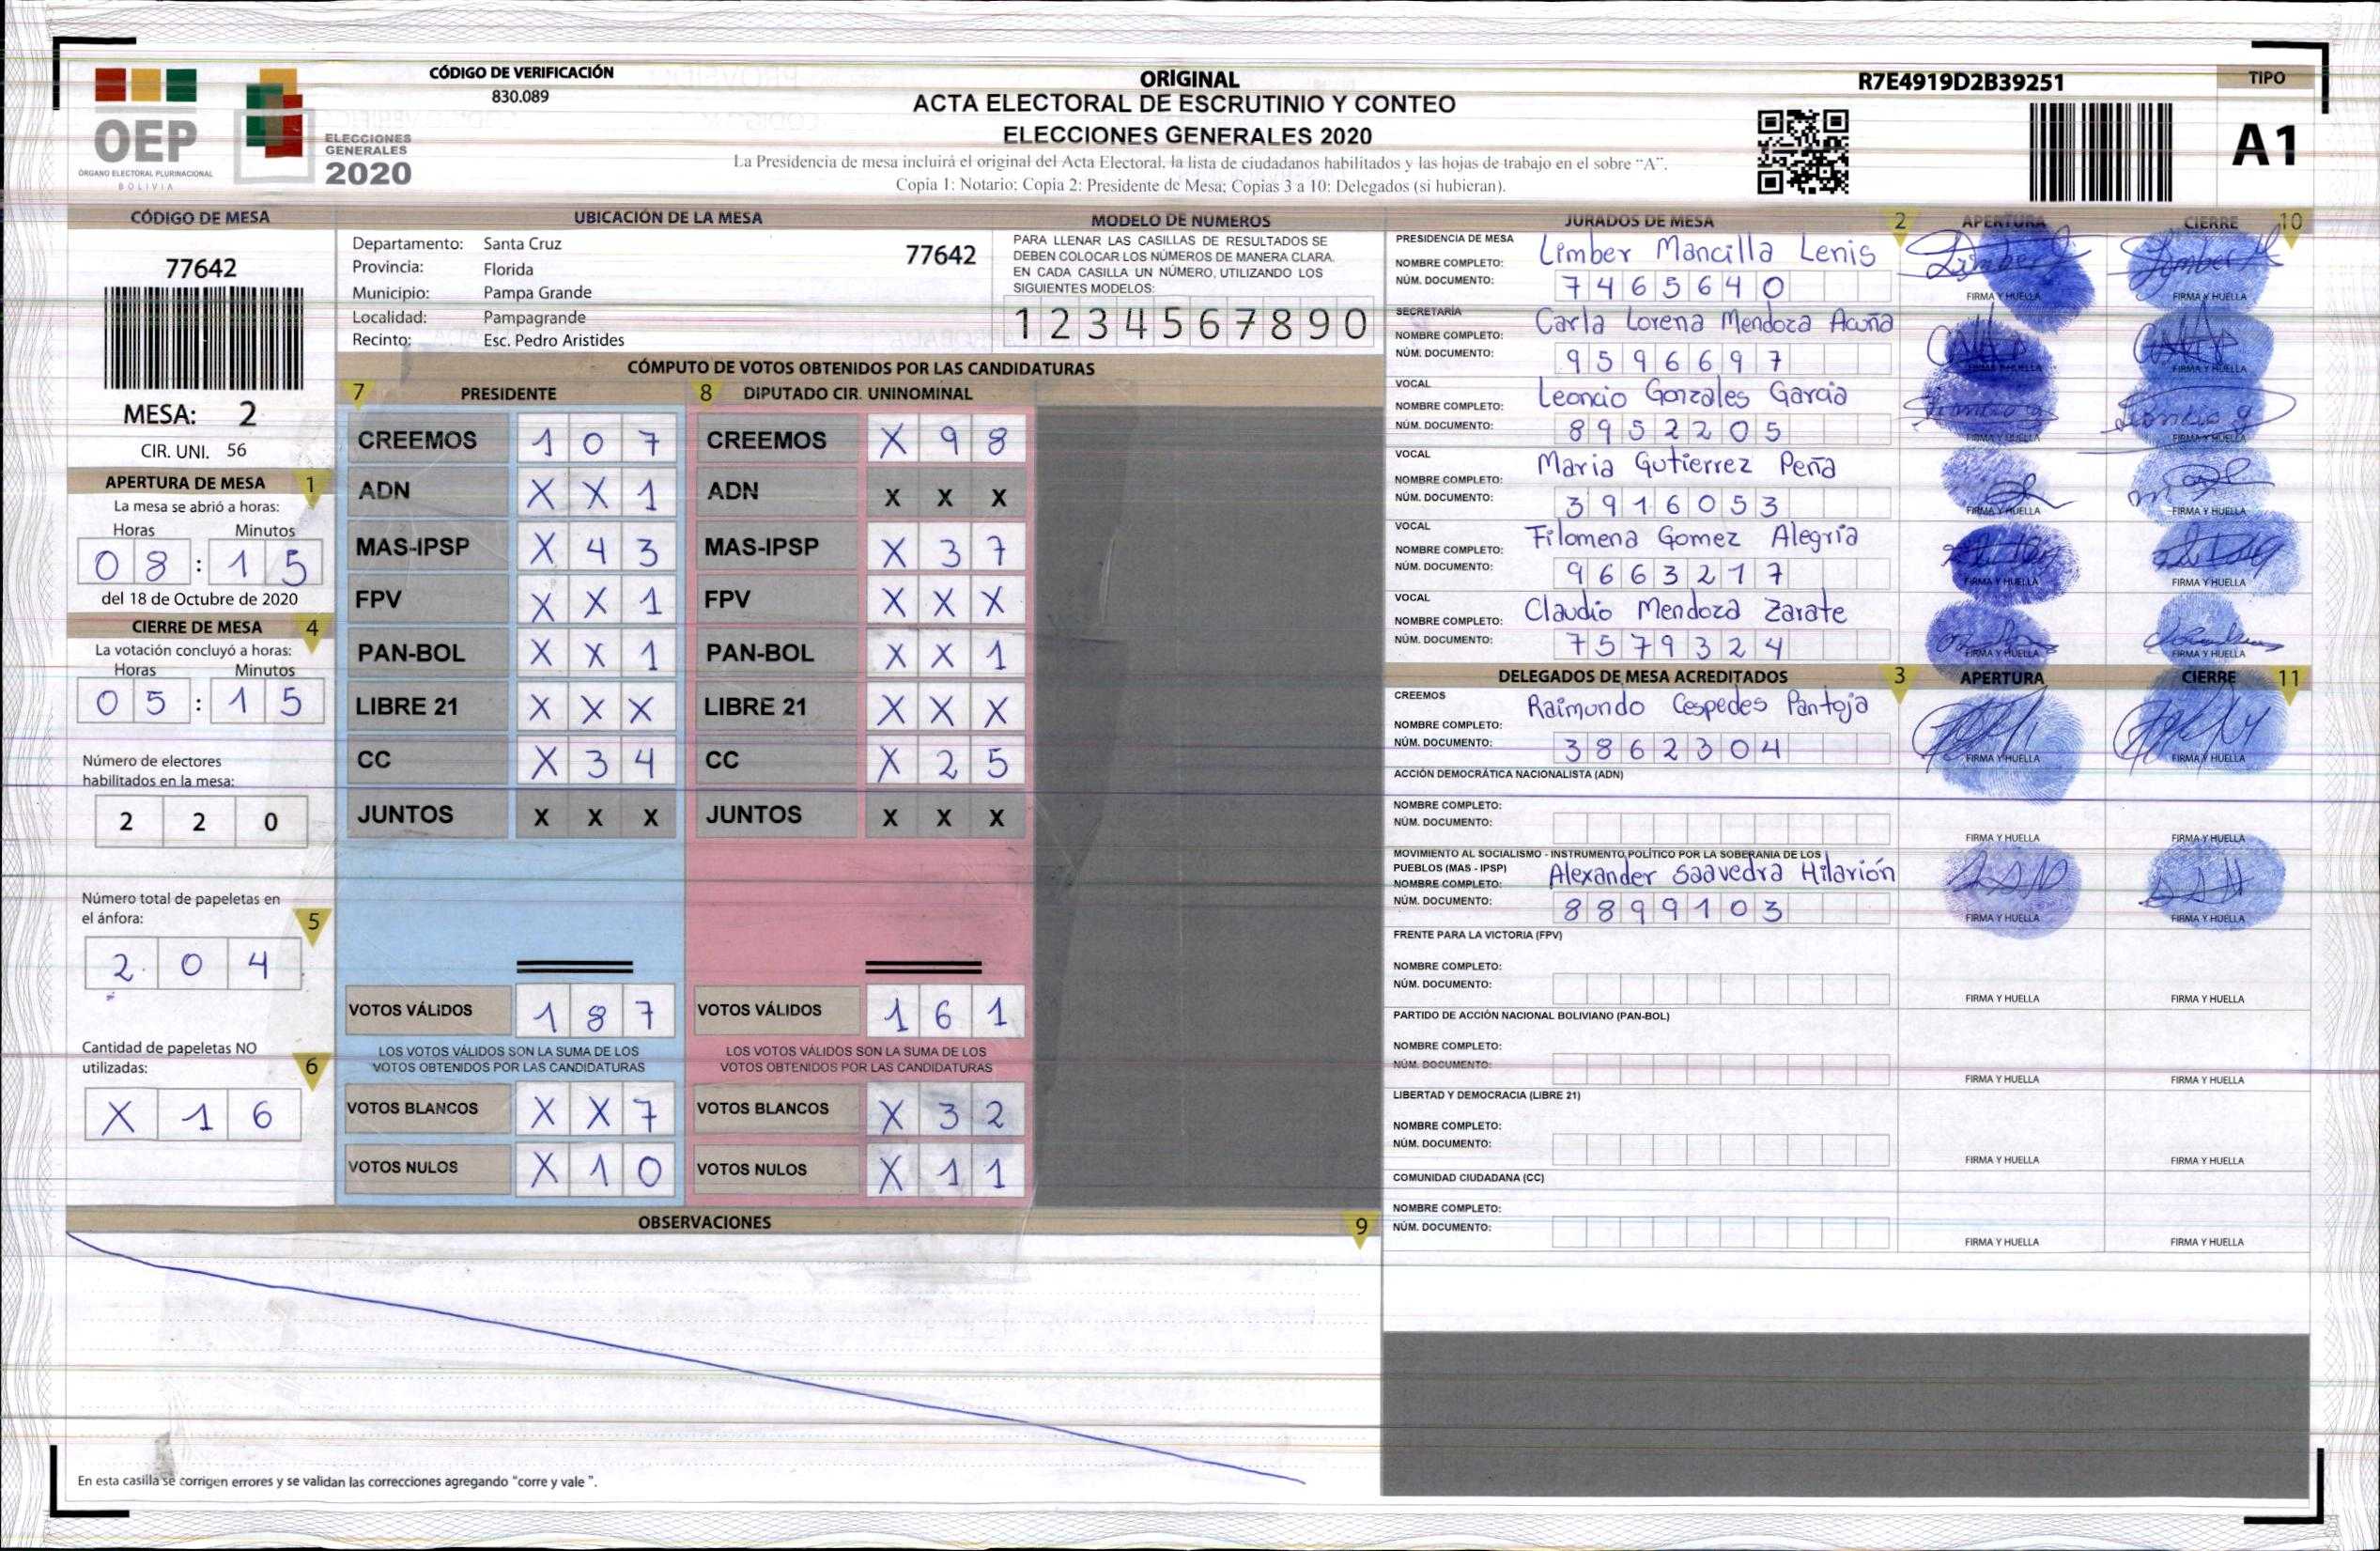 CÓDIGO DE VERIFICACIÓN
830.089
OEP
ÓRGANO ELECTORAL PLURINACIONAL
BOLIVIA
ELECCIONES
GENERALES
2020
ORIGINAL
ACTA ELECTORAL DE ESCRUTINIO Y CONTEO
ELECCIONES GENERALES 2020
La Presidencia de mesa incluirá el original del Acta Electoral, la lista de ciudadanos habilitados y las hojas de trabajo en el sobre "A".
Copia 1: Notario; Copia 2: Presidente de Mesa; Copias 3 a 10: Delegados (si hubieran).
R7E4919D2B39251
TIPO
A1
CÓDIGO DE MESA
77642
MESA: 2
CIR. UNI. 56
APERTURA DE MESA 1
La mesa se abrió a horas:
Horas Minutos
08 : 15
del 18 de Octubre de 2020
CIERRE DE MESA 4
La votación concluyó a horas:
Horas Minutos
05 : 15
Número de electores
habilitados en la mesa:
2 2 0
Número total de papeletas en
el ánfora: 5
2 0 4
Cantidad de papeletas NO
utilizadas: 6
X 1 6
UBICACIÓN DE LA MESA
Departamento: Santa Cruz 77642
Provincia: Florida
Municipio: Pampa Grande
Localidad: Pampagrande
Recinto: Esc. Pedro Aristides
MODELO DE NUMEROS
PARA LLENAR LAS CASILLAS DE RESULTADOS SE
DEBEN COLOCAR LOS NÚMEROS DE MANERA CLARA.
EN CADA CASILLA UN NÚMERO, UTILIZANDO LOS
SIGUIENTES MODELOS:
1 2 3 4 5 6 7 8 9 0
CÓMPUTO DE VOTOS OBTENIDOS POR LAS CANDIDATURAS
7 PRESIDENTE 8 DIPUTADO CIR. UNINOMINAL
CREEMOS 1 0 7 CREEMOS X 9 8
ADN X X 1 ADN X X X
MAS-IPSP X 4 3 MAS-IPSP X 3 7
FPV X X 1 FPV X X X
PAN-BOL X X 1 PAN-BOL X X 1
LIBRE 21 X X X LIBRE 21 X X X
CC X 3 4 CC X 2 5
JUNTOS X X X JUNTOS X X X
VOTOS VÁLIDOS 1 8 7 VOTOS VÁLIDOS 1 6 1
LOS VOTOS VÁLIDOS SON LA SUMA DE LOS LOS VOTOS VÁLIDOS SON LA SUMA DE LOS
VOTOS OBTENIDOS POR LAS CANDIDATURAS VOTOS OBTENIDOS POR LAS CANDIDATURAS
VOTOS BLANCOS X X 7 VOTOS BLANCOS X 3 2
VOTOS NULOS X 1 0 VOTOS NULOS X 1 1
OBSERVACIONES 9
En esta casilla se corrigen errores y se validan las correcciones agregando "corre y vale ".
JURADOS DE MESA 2 APERTURA CIERRE 10
PRESIDENCIA DE MESA
NOMBRE COMPLETO: Limber Mancilla Lenis
NÚM. DOCUMENTO: 7465640
FIRMA Y HUELLA FIRMA Y HUELLA
SECRETARÍA
NOMBRE COMPLETO: Carla Lorena Mendoza Acuña
NÚM. DOCUMENTO: 9596697
FIRMA Y HUELLA FIRMA Y HUELLA
VOCAL
NOMBRE COMPLETO: Leoncio Gonzales Garcia
NÚM. DOCUMENTO: 8952205
FIRMA Y HUELLA FIRMA Y HUELLA
VOCAL
NOMBRE COMPLETO: Maria Gutierrez Peña
NÚM. DOCUMENTO: 3916053
FIRMA Y HUELLA FIRMA Y HUELLA
VOCAL
NOMBRE COMPLETO: Filomena Gomez Alegria
NÚM. DOCUMENTO: 9663217
FIRMA Y HUELLA FIRMA Y HUELLA
VOCAL
NOMBRE COMPLETO: Claudio Mendoza Zarate
NÚM. DOCUMENTO: 7579324
FIRMA Y HUELLA FIRMA Y HUELLA
DELEGADOS DE MESA ACREDITADOS 3 APERTURA CIERRE 11
CREEMOS
NOMBRE COMPLETO: Raimundo Cespedes Pantoja
NÚM. DOCUMENTO: 3862304
FIRMA Y HUELLA FIRMA Y HUELLA
ACCIÓN DEMOCRÁTICA NACIONALISTA (ADN)
NOMBRE COMPLETO:
NÚM. DOCUMENTO:
FIRMA Y HUELLA FIRMA Y HUELLA
MOVIMIENTO AL SOCIALISMO - INSTRUMENTO POLÍTICO POR LA SOBERANIA DE LOS
PUEBLOS (MAS - IPSP)
NOMBRE COMPLETO: Alexander Saavedra Hilarión
NÚM. DOCUMENTO: 8899103
FIRMA Y HUELLA FIRMA Y HUELLA
FRENTE PARA LA VICTORIA (FPV)
NOMBRE COMPLETO:
NÚM. DOCUMENTO:
FIRMA Y HUELLA FIRMA Y HUELLA
PARTIDO DE ACCIÓN NACIONAL BOLIVIANO (PAN-BOL)
NOMBRE COMPLETO:
NÚM. DOCUMENTO:
FIRMA Y HUELLA FIRMA Y HUELLA
LIBERTAD Y DEMOCRACIA (LIBRE 21)
NOMBRE COMPLETO:
NÚM. DOCUMENTO:
FIRMA Y HUELLA FIRMA Y HUELLA
COMUNIDAD CIUDADANA (CC)
NOMBRE COMPLETO:
NÚM. DOCUMENTO:
FIRMA Y HUELLA FIRMA Y HUELLA